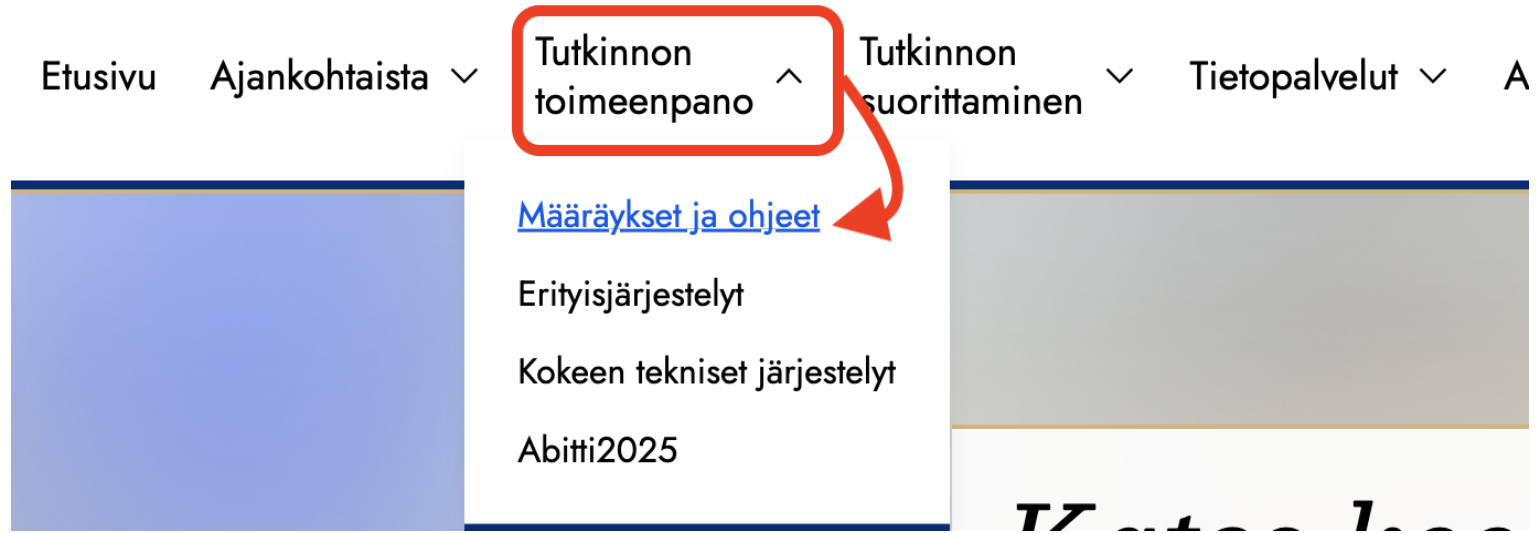 Etusivu
Ajankohtaista
Tutkinnon
toimeenpano
Tutkinnon
suorittaminen
Tietopalvelut
A
Määräykset ja ohjeet
Erityisjärjestelyt
Kokeen tekniset järjestelyt
Abitti2025